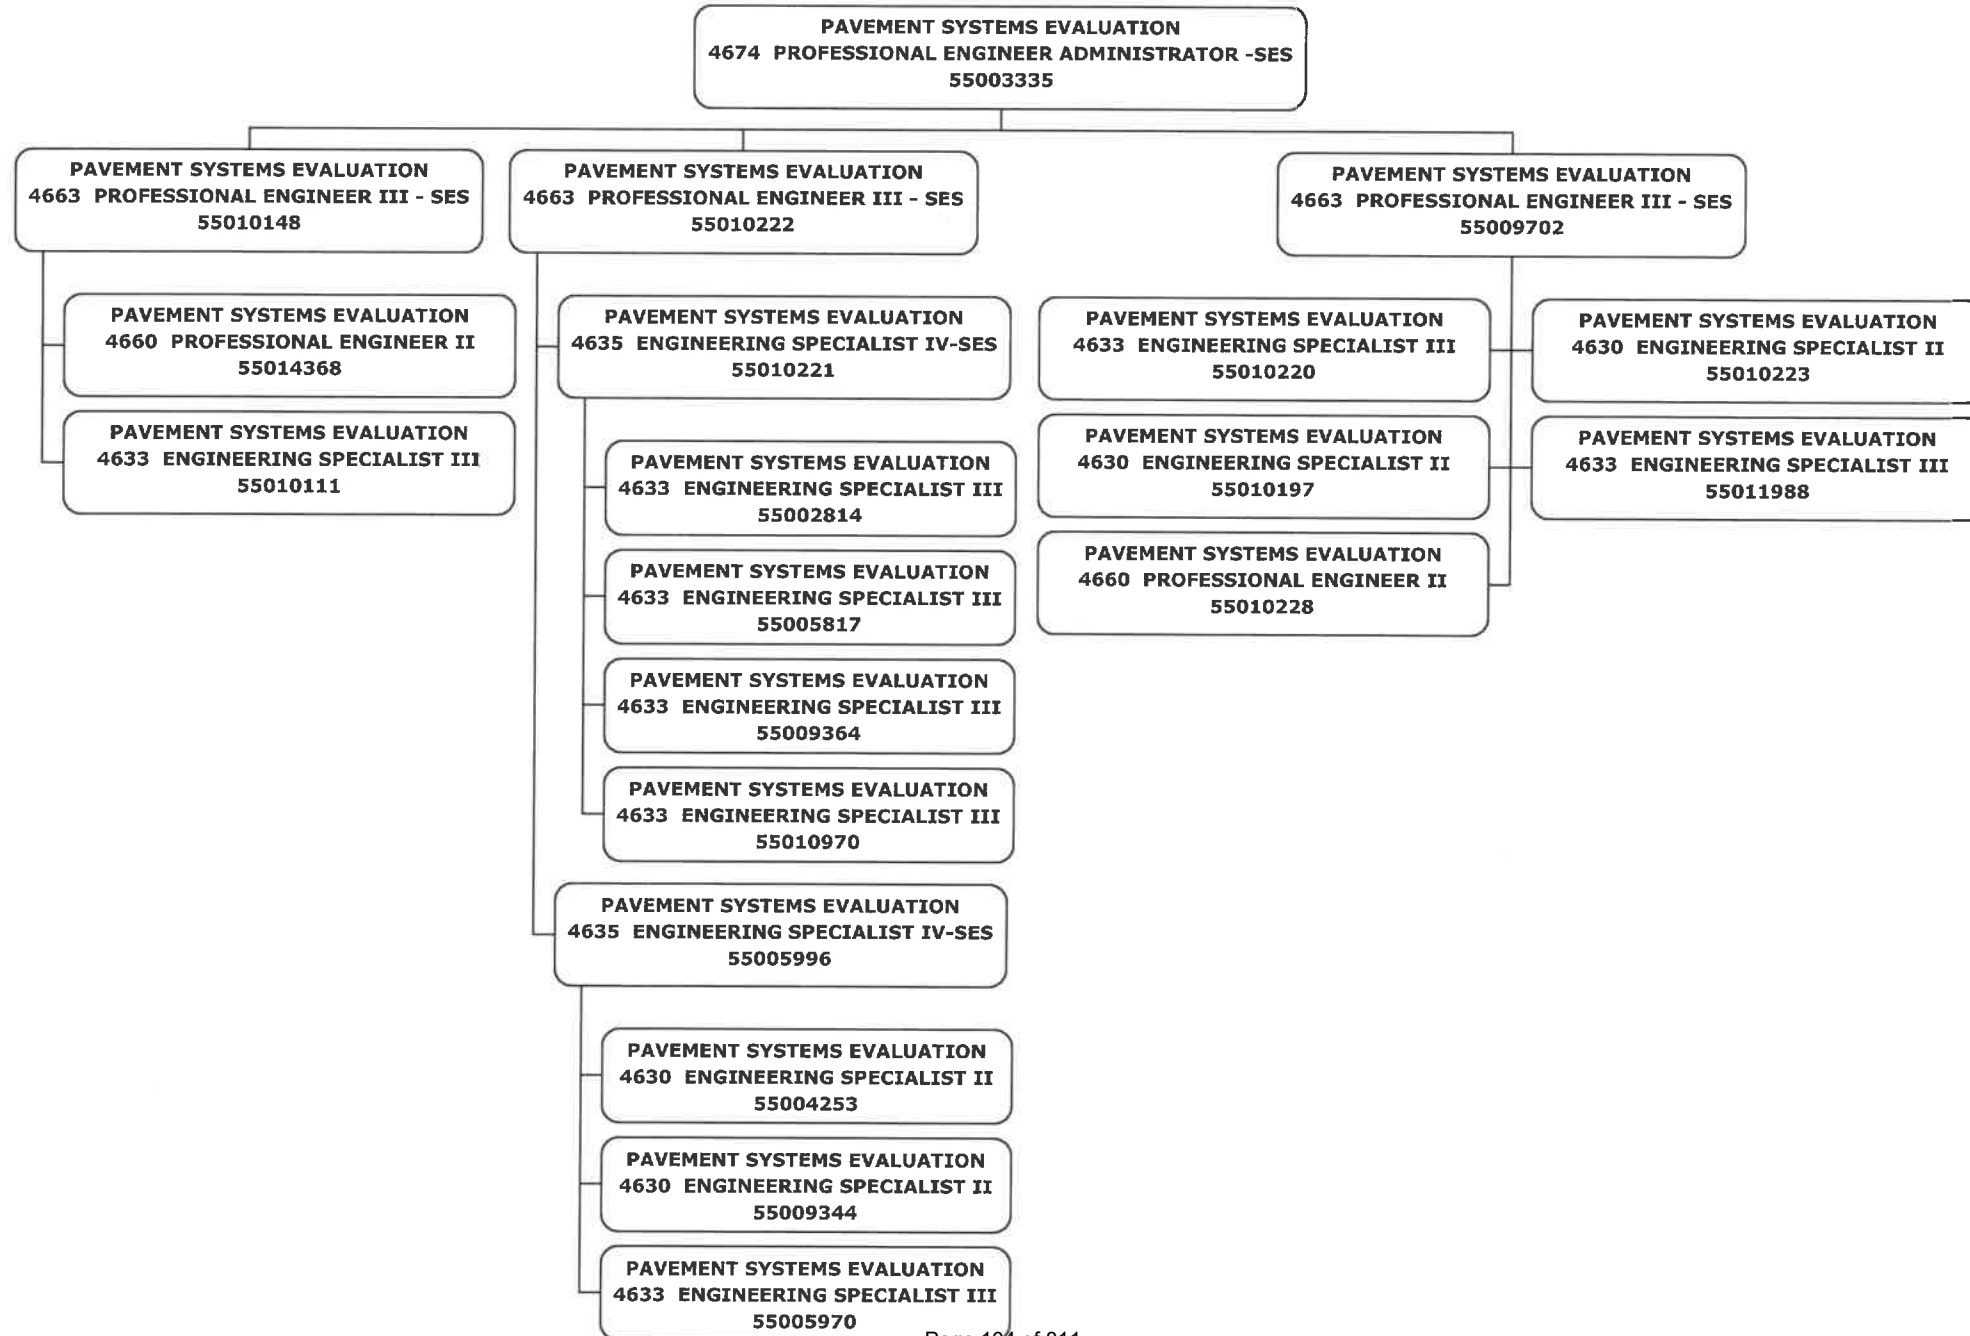 PAVEMENT SYSTEMS EVALUATION
4674 PROFESSIONAL ENGINEER ADMINISTRATOR -SES
55003335
PAVEMENT SYSTEMS EVALUATION
4663 PROFESSIONAL ENGINEER III - SES
55010148
PAVEMENT SYSTEMS EVALUATION
4660 PROFESSIONAL ENGINEER II
55014368
PAVEMENT SYSTEMS EVALUATION
4633 ENGINEERING SPECIALIST III
55010111
PAVEMENT SYSTEMS EVALUATION
4663 PROFESSIONAL ENGINEER III - SES
55010222
PAVEMENT SYSTEMS EVALUATION
4635 ENGINEERING SPECIALIST IV-SES
55010221
PAVEMENT SYSTEMS EVALUATION
4633 ENGINEERING SPECIALIST III
55002814
PAVEMENT SYSTEMS EVALUATION
4633 ENGINEERING SPECIALIST III
55005817
PAVEMENT SYSTEMS EVALUATION
4633 ENGINEERING SPECIALIST III
55009364
PAVEMENT SYSTEMS EVALUATION
4633 ENGINEERING SPECIALIST III
55010970
PAVEMENT SYSTEMS EVALUATION
4635 ENGINEERING SPECIALIST IV-SES
55005996
PAVEMENT SYSTEMS EVALUATION
4630 ENGINEERING SPECIALIST II
55004253
PAVEMENT SYSTEMS EVALUATION
4630 ENGINEERING SPECIALIST II
55009344
PAVEMENT SYSTEMS EVALUATION
4633 ENGINEERING SPECIALIST III
55005970
PAVEMENT SYSTEMS EVALUATION
4663 PROFESSIONAL ENGINEER III - SES
55009702
PAVEMENT SYSTEMS EVALUATION
4633 ENGINEERING SPECIALIST III
55010220
PAVEMENT SYSTEMS EVALUATION
4630 ENGINEERING SPECIALIST II
55010223
PAVEMENT SYSTEMS EVALUATION
4630 ENGINEERING SPECIALIST II
55010197
PAVEMENT SYSTEMS EVALUATION
4633 ENGINEERING SPECIALIST III
55011988
PAVEMENT SYSTEMS EVALUATION
4660 PROFESSIONAL ENGINEER II
55010228